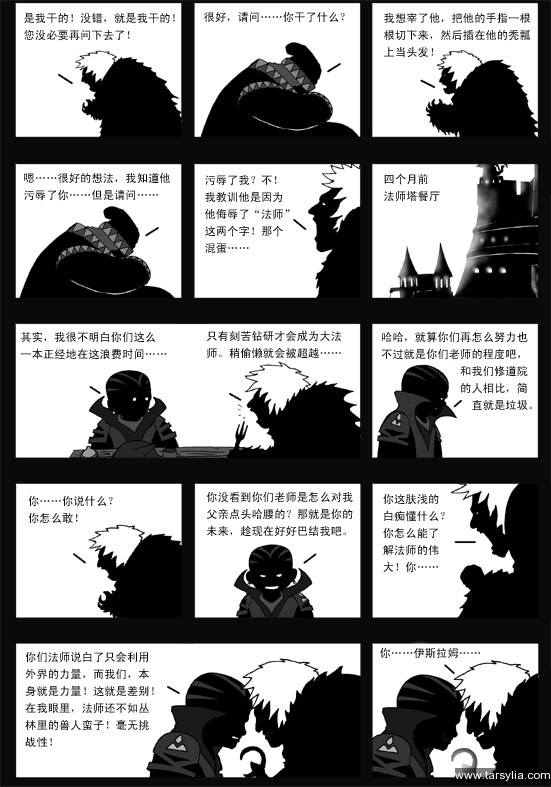 是我干的！没错，就是我干的！
您没必要再问下去了！
很好，请问……你干了什么？
我想宰了他，把他的手指一根
根切下来，然后插在他的秃瓢
上当头发！
嗯……很好的想法，我知道他
污辱了你……但是请问……
污辱了我？不！
我教训他是因为
他侮辱了“法师”
这两个字！那个
混蛋……
四个月前
法师塔餐厅
其实，我很不明白你们这么
一本正经地在这浪费时间……
只有刻苦钻研才会成为大法
师。稍偷懒就会被超越……
哈哈，就算你们再怎么努力也
不过就是你们老师的程度吧，
和我们修道院
的人相比，简
直就是垃圾。
你……你说什么？
你怎么敢！
你没看到你们老师是怎么对我
父亲点头哈腰的？那就是你的
未来，趁现在好好巴结我吧。
你这肤浅的
白痴懂什么？
你怎么能了
解法师的伟
大！你……
你们法师说白了只会利用
外界的力量，而我们，本
身就是力量！这就是差别！
在我眼里，法师还不如丛
林里的兽人蛮子！毫无挑
战性！
你……伊斯拉姆……
www.tarsylia.com